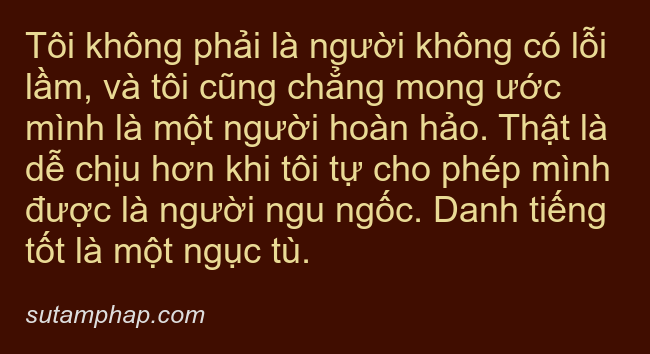 Tôi không phải là người không có lỗi
lầm, và tôi cũng chẳng mong ước
mình là một người hoàn hảo. Thật là
dễ chịu hơn khi tôi tự cho phép mình
được là người ngu ngốc. Danh tiếng
tốt là một ngục tù.
sutamphap.com